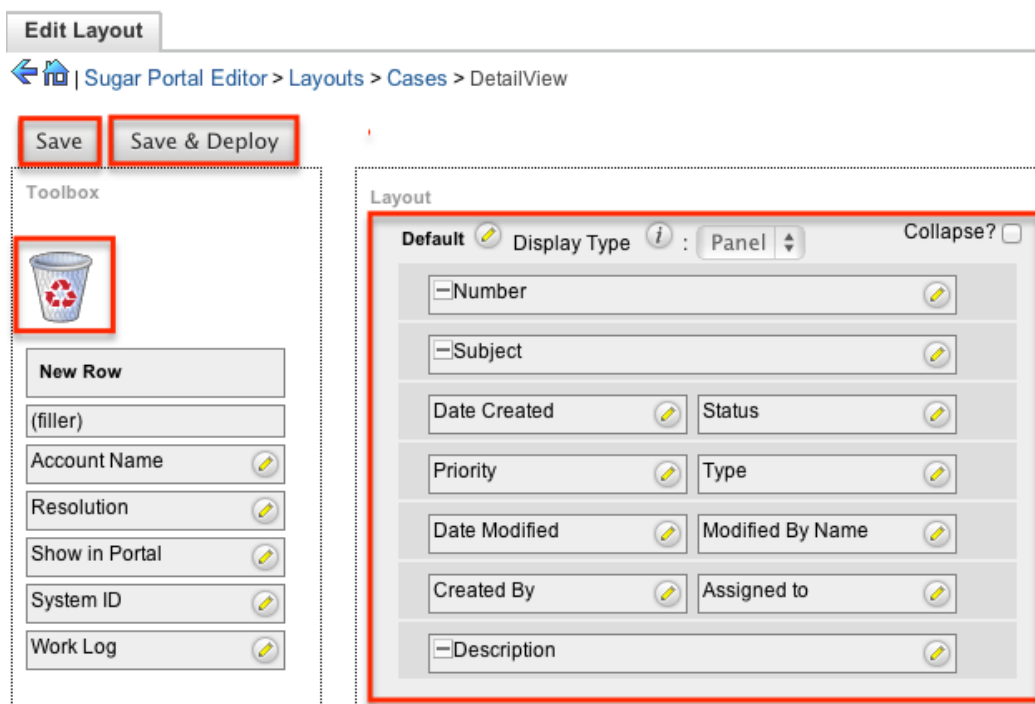 Edit Layout
| Sugar Portal Editor > Layouts > Cases > DetailView
Save Save & Deploy
Toolbox
New Row
(filler)
Account Name
Resolution
Show in Portal
System ID
Work Log
Layout
Default Display Type i : Panel Collapse?
Number
Subject
Date Created Status
Priority Type
Date Modified Modified By Name
Created By Assigned to
Description